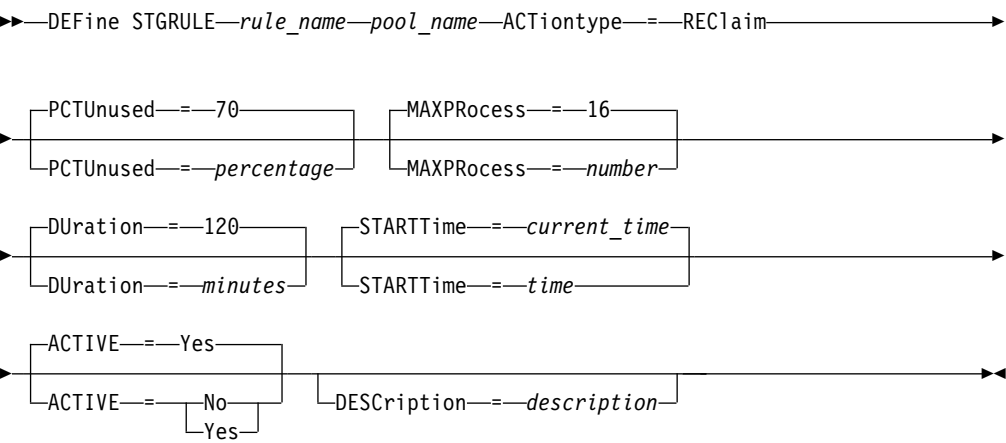 DEFine STGRULE rule_name pool_name ACTiontype = REClaim
PCTUnused = 70 MAXPRocess = 16
PCTUnused = percentage MAXPRocess = number
DUration = 120 STARTTime = current_time
DUration = minutes STARTTime = time
ACTIVE = Yes
ACTIVE = No DESCription = description
Yes